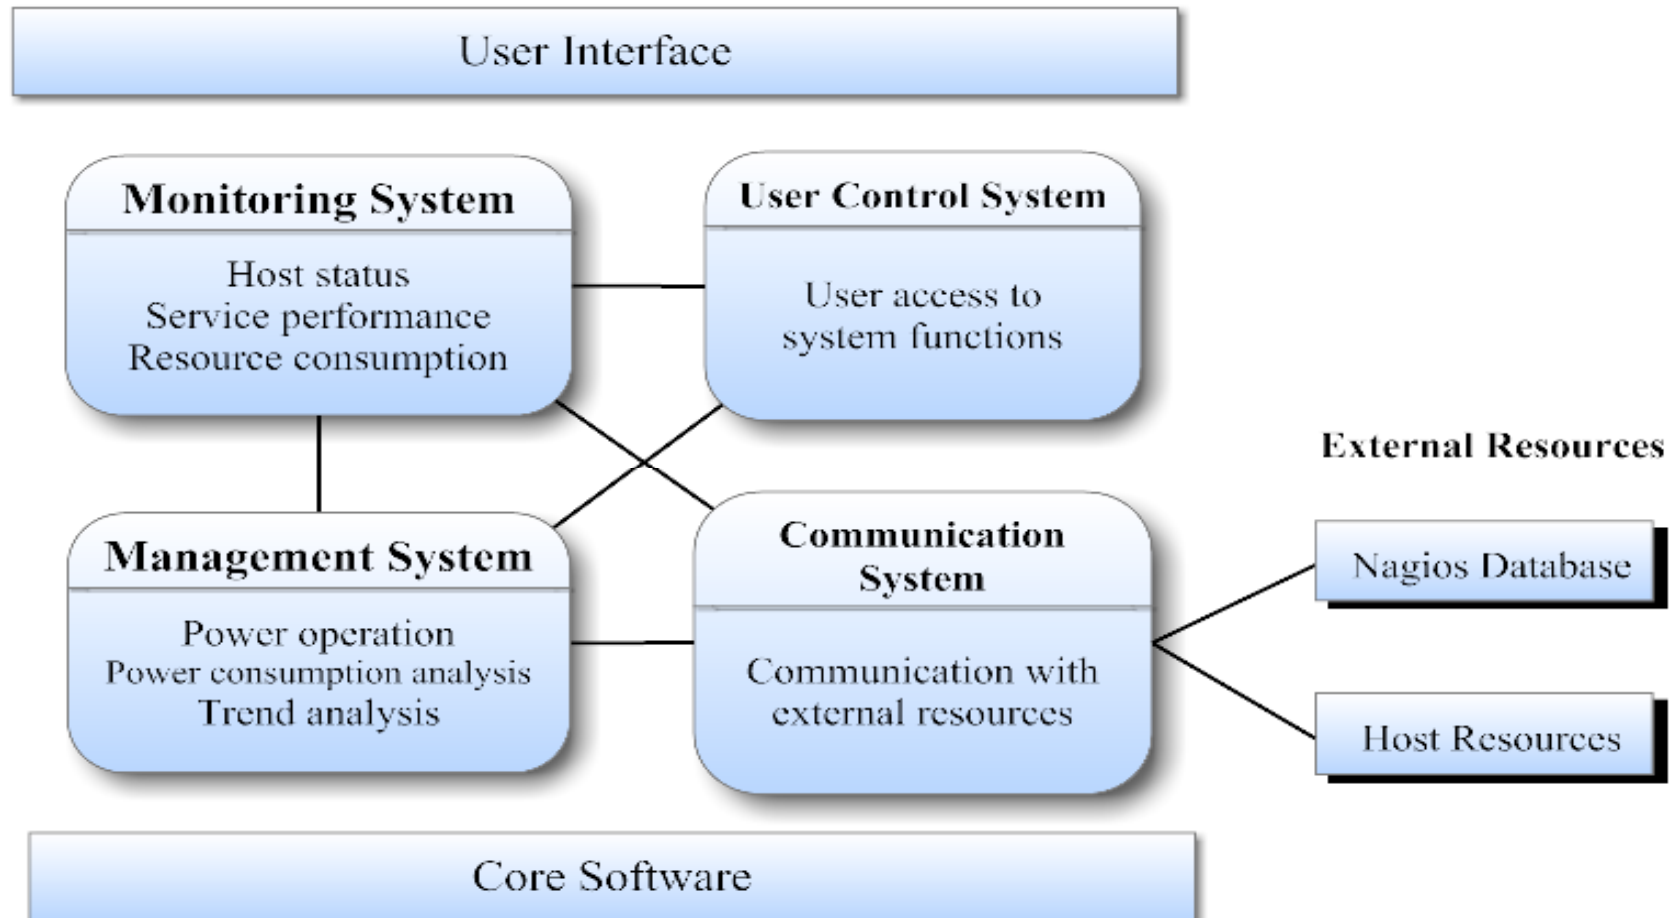 User Interface
Monitoring System
Host status
Service performance
Resource consumption
User Control System
User access to
system functions
Management System
Power operation
Power consumption analysis
Trend analysis
Communication
System
Communication with
external resources
External Resources
Nagios Database
Host Resources
Core Software